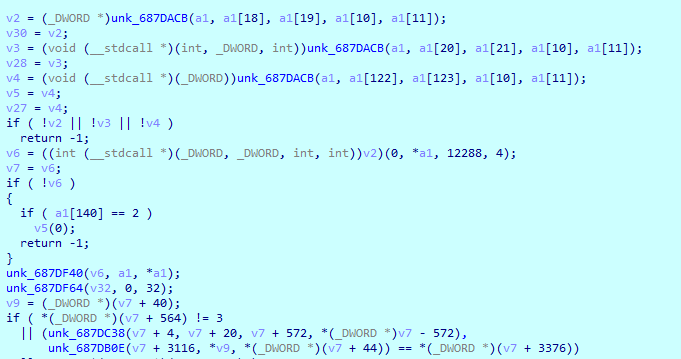 v2 = (_DWORD *)unk_687DACB(a1, a1[18], a1[19], a1[10], a1[11]);
v30 = v2;
v3 = (void (__stdcall *)(int, _DWORD, int))unk_687DACB(a1, a1[20], a1[21], a1[10], a1[11]);
v28 = v3;
v4 = (void (__stdcall *)(_DWORD))unk_687DACB(a1, a1[122], a1[123], a1[10], a1[11]);
v5 = v4;
v27 = v4;
if ( !v2 || !v3 || !v4 )
return -1;
v6 = ((int (__stdcall *)(_DWORD, _DWORD, int, int))v2)(0, *a1, 12288, 4);
v7 = v6;
if ( !v6 )
{
if ( a1[140] == 2 )
v5(0);
return -1;
}
unk_687DF40(v6, a1, *a1);
unk_687DF64(v32, 0, 32);
v9 = (_DWORD *)(v7 + 40);
if ( *(_DWORD *)(v7 + 564) != 3
|| (unk_687DC38(v7 + 4, v7 + 20, v7 + 572, *(_DWORD *)v7 - 572),
unk_687DB0E(v7 + 3116, *v9, *(_DWORD *)(v7 + 44)) == *(_DWORD *)(v7 + 3376))